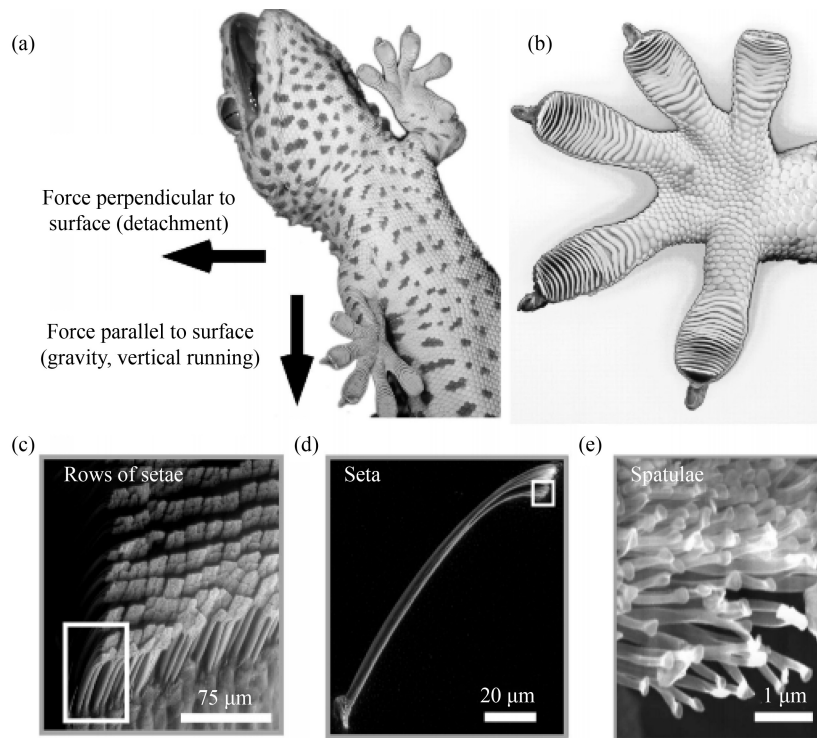 (a)
(b)
Force perpendicular to
surface (detachment)
Force parallel to surface
(gravity, vertical running)
(c)
(d)
(e)
Rows of setae
Seta
Spatulae
75 μm
20 μm
1 μm